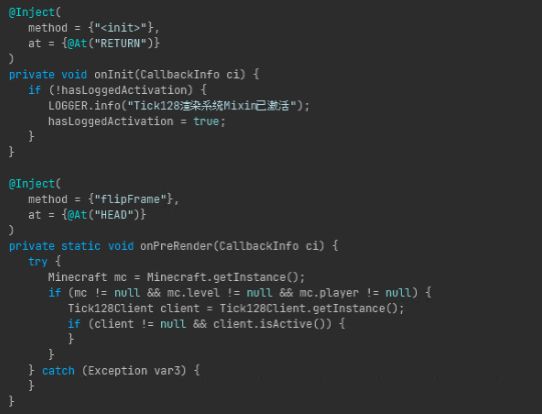 @Inject(
   method = {"<init>"},
   at = {@At("RETURN")}
)
private void onInit(CallbackInfo ci) {
   if (!hasLoggedActivation) {
      LOGGER.info("Tick128渲染系统Mixin已激活");
      hasLoggedActivation = true;
   }
}

@Inject(
   method = {"flipFrame"},
   at = {@At("HEAD")}
)
private static void onPreRender(CallbackInfo ci) {
   try {
      Minecraft mc = Minecraft.getInstance();
      if (mc != null && mc.level != null && mc.player != null) {
         Tick128Client client = Tick128Client.getInstance();
         if (client != null && client.isActive()) {
         }
      }
   } catch (Exception var3) {
   }
}